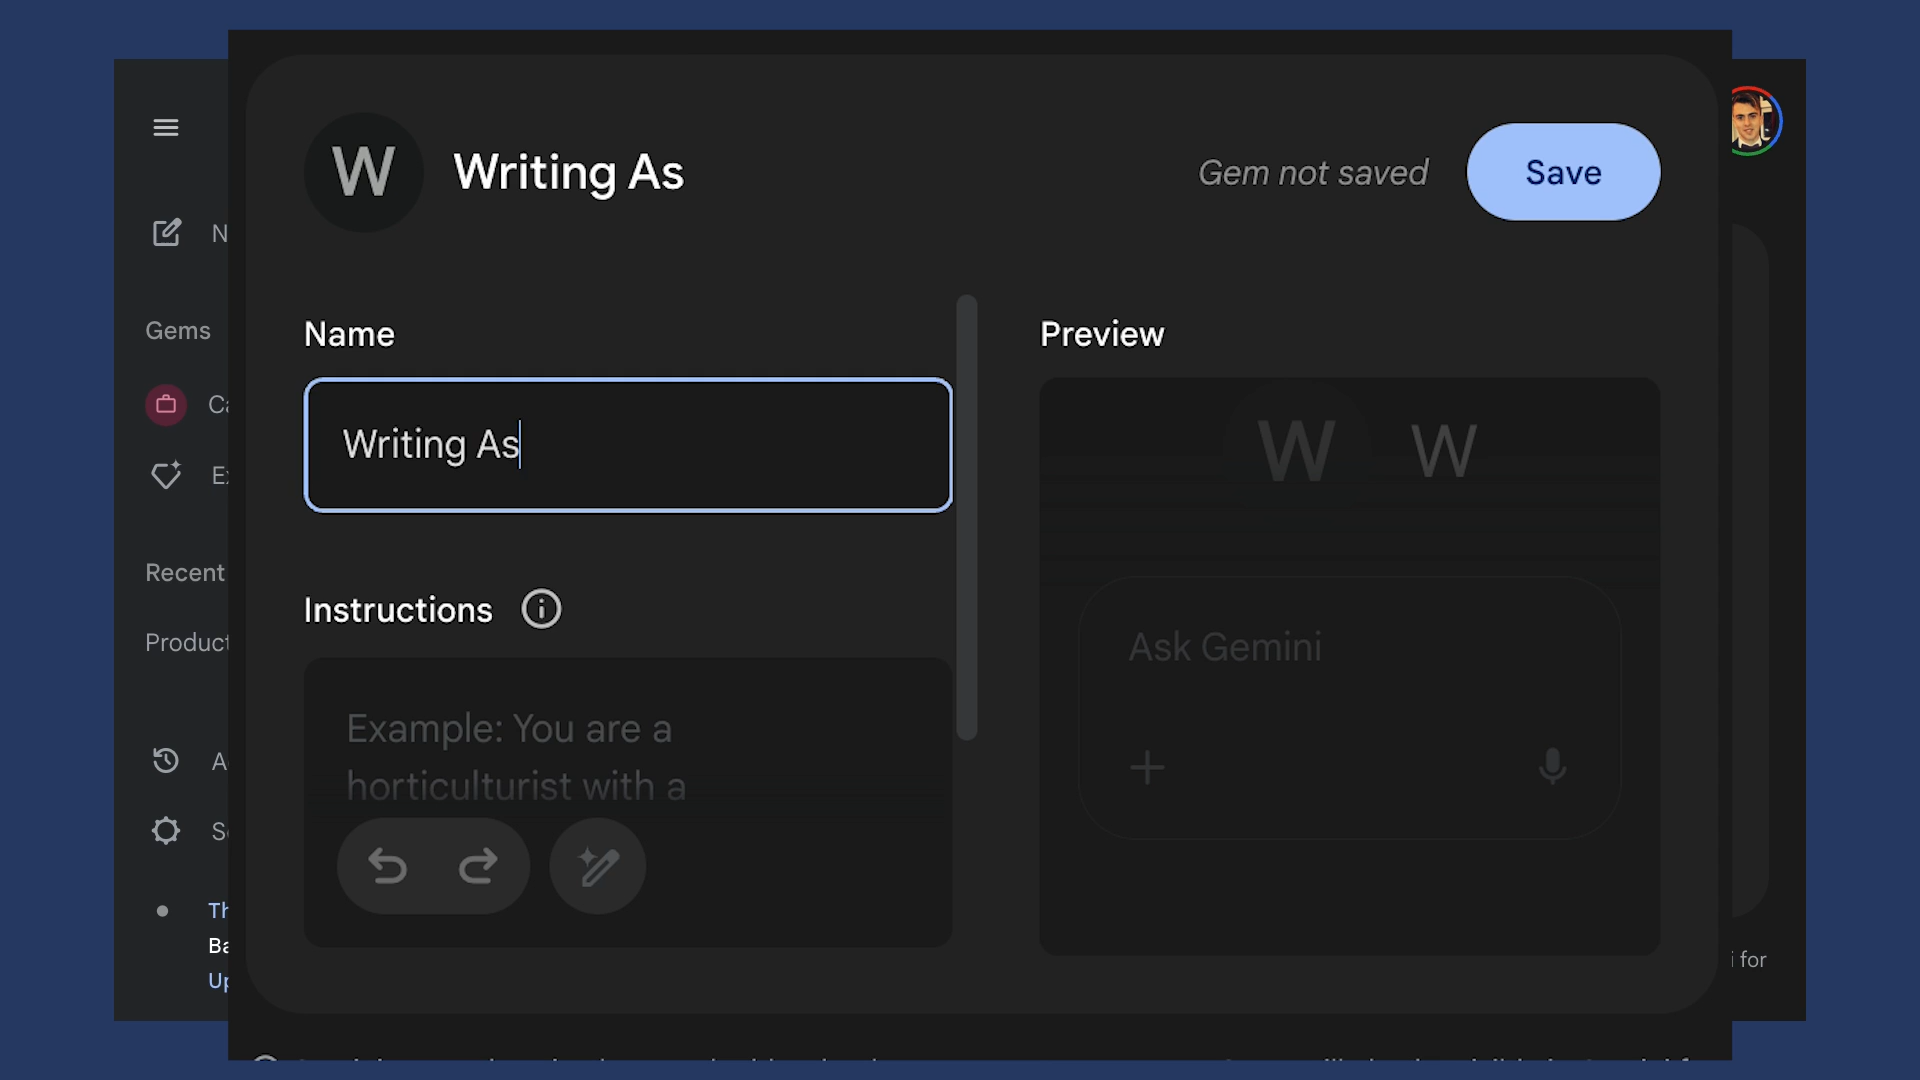 W
Writing As
Gem not saved
Save
Gems
Recent
Name
Writing As
Instructions
Example: You are a
horticulturist with a
Preview
W
W
Ask Gemini
i for